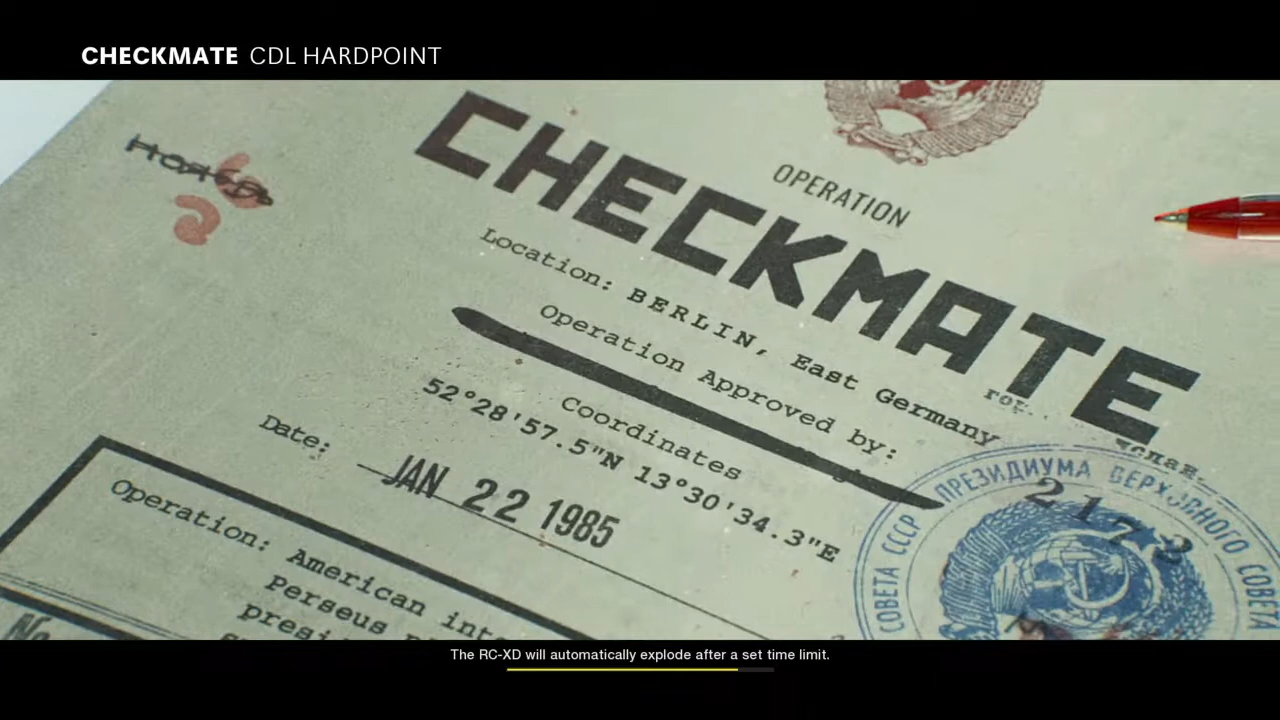 CHECKMATE CDL HARDPOINT
OPERATION
CHECKMATE
Location: BERLIN, East Germany
Operation Approved by:
Coordinates
52°28'57.5"N 13°30'34.3"E
Date: JAN 22 1985
Operation: American
Perseus
СОВЕТА СССР ПРЕЗИДИУМА ВЕРХОВНОГО СОВЕТА
2172
The RC-XD will automatically explode after a set time limit.